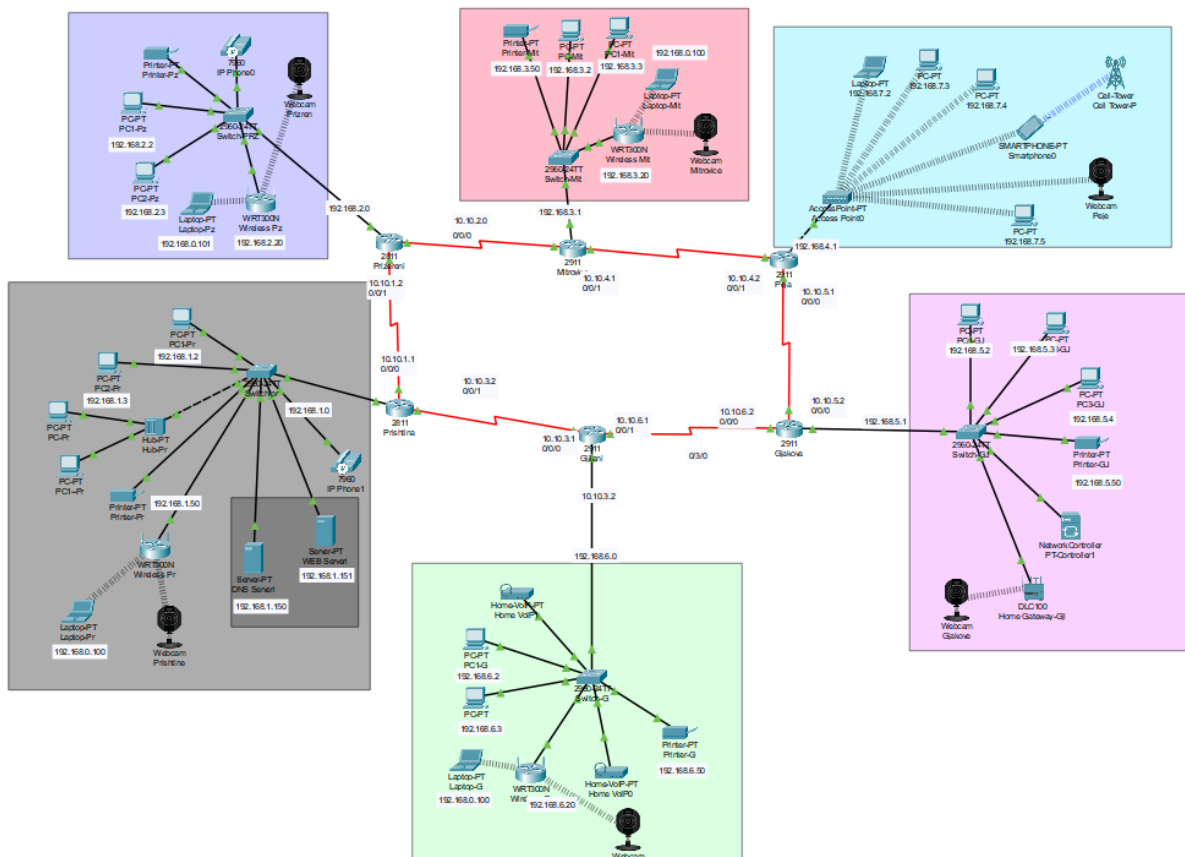 Printer-PT
Printer-Pz
7960
IP Phone0
Webcam
Prizren
PC-PT
PC1-Pz
192.168.2.2
2960-24TT
Switch-PRZ
PC-PT
PC2-Pz
192.168.2.3
Laptop-PT
Laptop-Pz
192.168.0.101
WRT300N
Wireless Pz
192.168.2.20
192.168.2.0
Printer-PT
Printer-Mit
192.168.3.50
PC-PT
PC-Mit
192.168.3.2
PC-PT
PC1-Mit
192.168.3.3
192.168.0.100
Laptop-PT
Laptop-Mit
WRT300N
Wireless Mit
192.168.3.20
Webcam
Mitrovice
2960-24TT
Switch-Mit
192.168.3.1
Laptop-PT
192.168.7.2
PC-PT
192.168.7.3
PC-PT
192.168.7.4
Cell-Tower
Cell Tower-P
SMARTPHONE-PT
Smartphone0
Webcam
Peje
AccessPoint-PT
Access Point0
PC-PT
192.168.7.5
192.168.4.1
2811
Prizereni
10.10.2.0
0/0/0
2911
10.10.4.1
0/0/1
10.10.4.2
0/0/1
2911
10.10.5.1
0/0/0
10.10.1.2
0/0/1
10.10.1.1
0/0/0
10.10.3.2
0/0/1
2811
Prishtina
10.10.3.1
0/0/0
10.10.6.1
0/0/1
2911
Gjilani
10.10.6.2
0/0/0
0/3/0
10.10.5.2
0/0/0
2911
Gjakove
192.168.5.1
PC-PT
PC1-Pr
192.168.1.2
PC-PT
PC2-Pr
192.168.1.3
PC-PT
PC-Pr
Hub-PT
Hub-Pr
PC-PT
PC1--Pr
Printer-PT
Printer-Pr
192.168.1.50
192.168.1.0
7960
IP Phone1
WRT300N
Wireless Pr
Server-PT
DNS Serveri
192.168.1.150
Server-PT
WEB Serveri
192.168.1.151
Laptop-PT
Laptop-Pr
192.168.0.100
Webcam
Prishtine
PC-PT
192.168.5.2
192.168.5.3
PC-PT
PC3-GJ
192.168.5.4
2960-24TT
Switch-GJ
Printer-PT
Printer-GJ
192.168.5.50
NetworkController
PT-Controller1
DLC100
Webcam
Gjakove
10.10.3.2
192.168.6.0
Home-VoIP-PT
PC-PT
PC1-G
192.168.6.2
2960-24TT
Switch-G
PC-PT
192.168.6.3
Printer-PT
Printer-G
192.168.6.50
Laptop-PT
Laptop-G
192.168.0.100
WRT300N
192.168.6.20
Home-VoIP-PT
Home VoIP0
Webcam